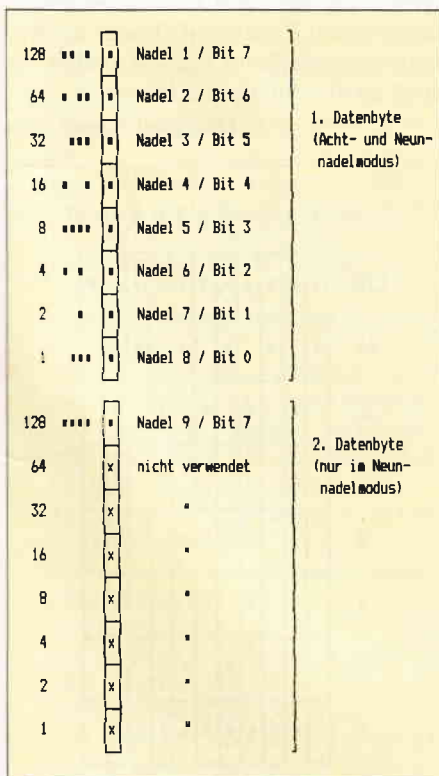 128 Nadel 1 / Bit 7
64 Nadel 2 / Bit 6
32 Nadel 3 / Bit 5
16 Nadel 4 / Bit 4
8 Nadel 5 / Bit 3
4 Nadel 6 / Bit 2
2 Nadel 7 / Bit 1
1 Nadel 8 / Bit 0
1. Datenbyte
(Acht- und Neun-
nadelmodus)
128 Nadel 9 / Bit 7
64 x nicht verwendet
32 x "
16 x "
8 x "
4 x "
2 x "
1 x "
2. Datenbyte
(nur im Neun-
nadelmodus)